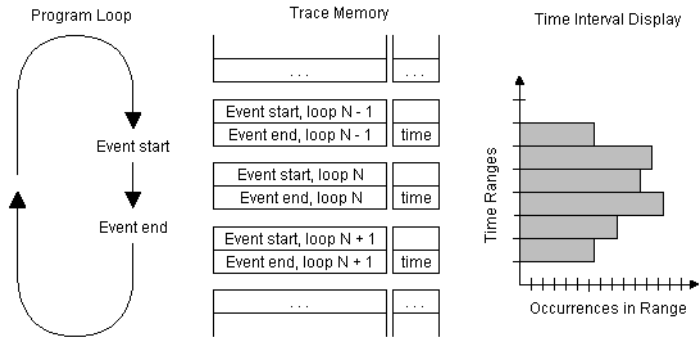 Program Loop
Trace Memory
Time Interval Display
Event start
Event end
. . .
. . .
Event start, loop N - 1
Event end, loop N - 1
time
Event start, loop N
Event end, loop N
time
Event start, loop N + 1
Event end, loop N + 1
time
. . .
. . .
Time Ranges
Occurrences in Range